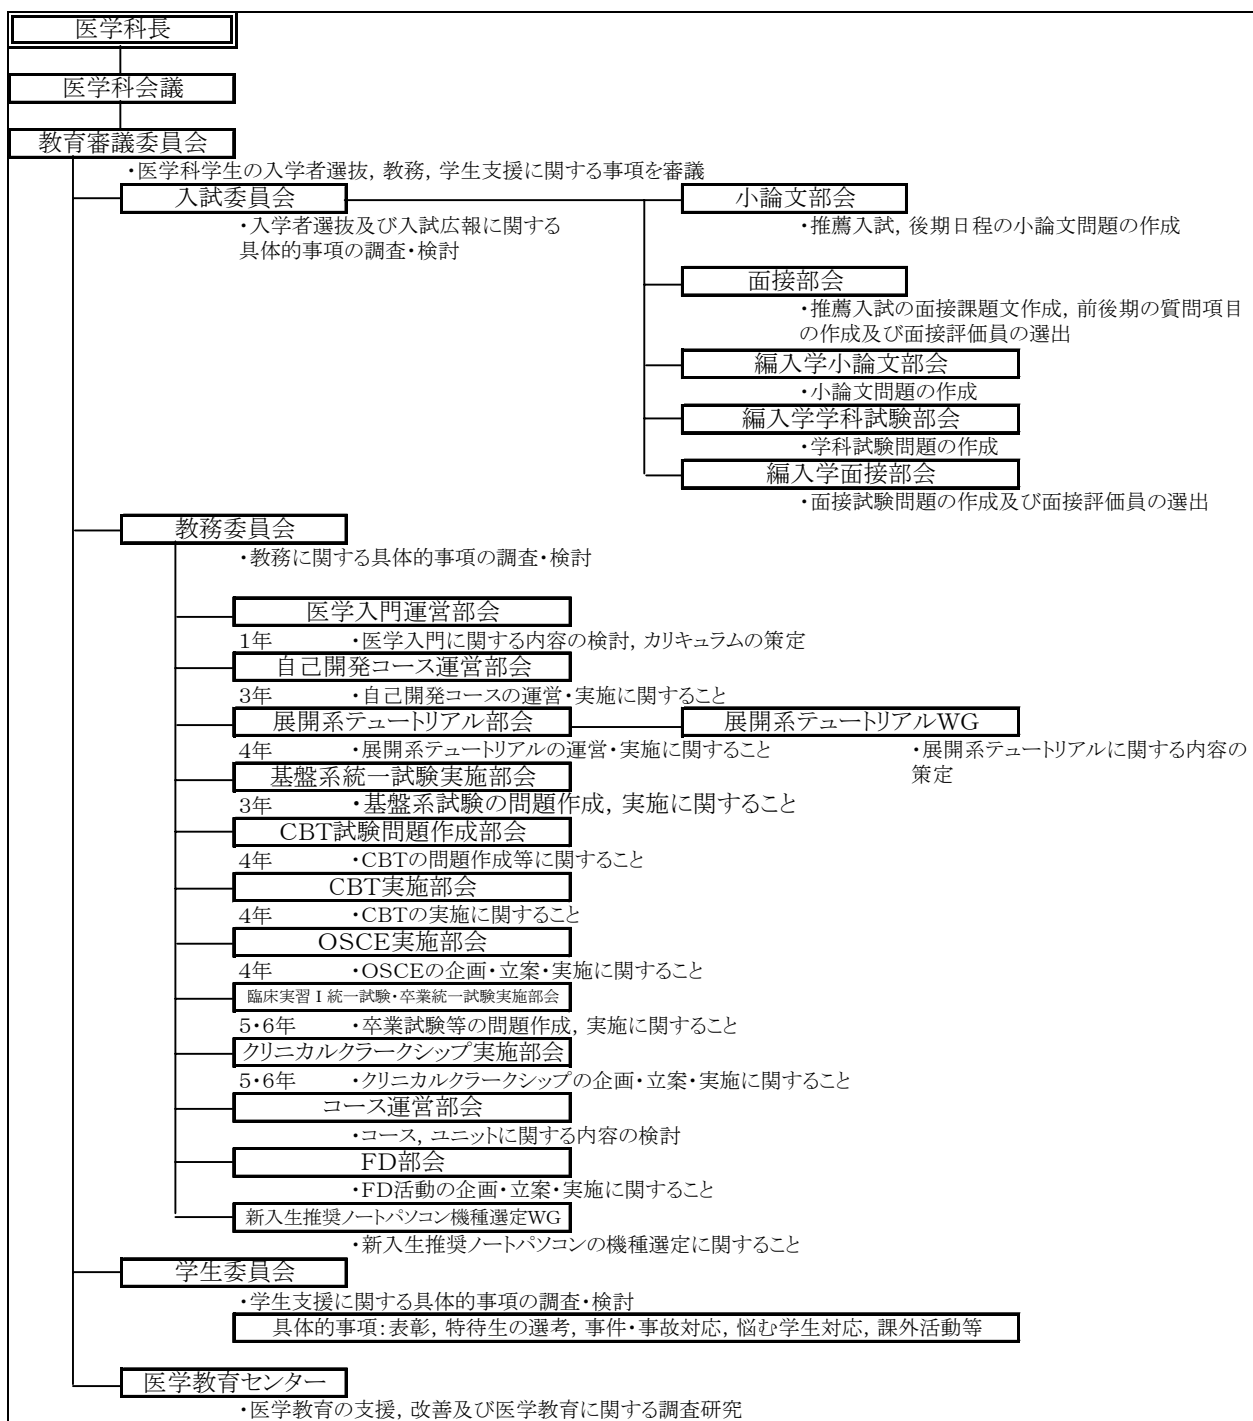 医学科長
医学科会議
教育審議委員会
・医学科学生の入学者選抜, 教務, 学生支援に関する事項を審議
入試委員会
・入学者選抜及び入試広報に関する
具体的事項の調査・検討
小論文部会
・推薦入試, 後期日程の小論文問題の作成
面接部会
・推薦入試の面接課題文作成, 前後期の質問項目
の作成及び面接評価員の選出
編入学小論文部会
・小論文問題の作成
編入学学科試験部会
・学科試験問題の作成
編入学面接部会
・面接試験問題の作成及び面接評価員の選出
教務委員会
・教務に関する具体的事項の調査・検討
医学入門運営部会
1年 ・医学入門に関する内容の検討, カリキュラムの策定
自己開発コース運営部会
3年 ・自己開発コースの運営・実施に関すること
展開系テュートリアル部会
4年 ・展開系テュートリアルの運営・実施に関すること
展開系テュートリアルWG
・展開系テュートリアルに関する内容の
策定
基盤系統一試験実施部会
3年 ・基盤系試験の問題作成, 実施に関すること
CBT試験問題作成部会
4年 ・CBTの問題作成等に関すること
CBT実施部会
4年 ・CBTの実施に関すること
OSCE実施部会
4年 ・OSCEの企画・立案・実施に関すること
臨床実習Ⅰ統一試験・卒業統一試験実施部会
5・6年 ・卒業試験等の問題作成, 実施に関すること
クリニカルクラークシップ実施部会
5・6年 ・クリニカルクラークシップの企画・立案・実施に関すること
コース運営部会
・コース, ユニットに関する内容の検討
FD部会
・FD活動の企画・立案・実施に関すること
新入生推奨ノートパソコン機種選定WG
・新入生推奨ノートパソコンの機種選定に関すること
学生委員会
・学生支援に関する具体的事項の調査・検討
具体的事項：表彰, 特待生の選考, 事件・事故対応, 悩む学生対応, 課外活動等
医学教育センター
・医学教育の支援, 改善及び医学教育に関する調査研究